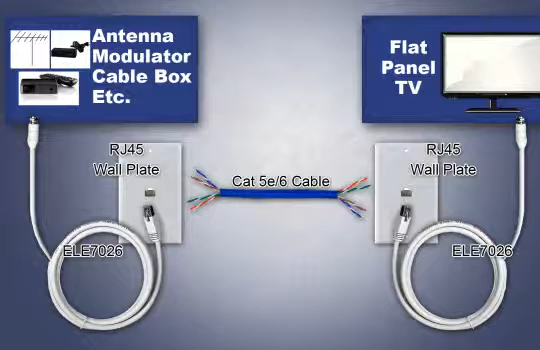 Antenna
Modulator
Cable Box
Etc.
Flat
Panel
TV
RJ45
Wall Plate
RJ45
Wall Plate
Cat 5e/6 Cable
ELE7026
ELE7026